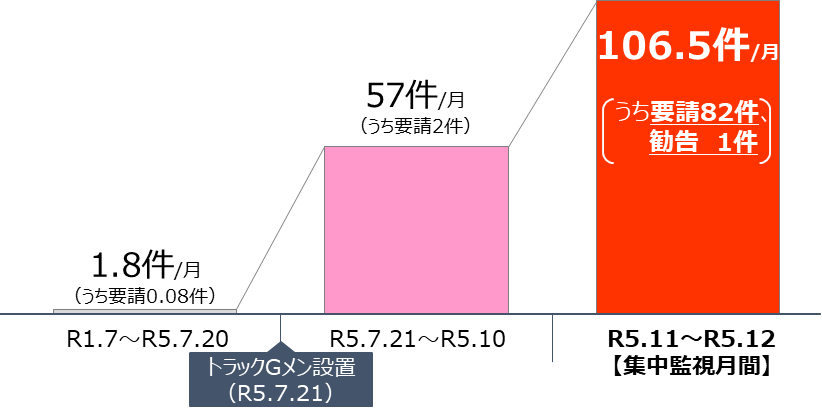 1.8件/月
（うち要請0.08件）
57件/月
（うち要請2件）
106.5件/月
（うち要請82件、
勧告 1件）
R1.7～R5.7.20
R5.7.21～R5.10
R5.11～R5.12
【集中監視月間】
トラックGメン設置
（R5.7.21）